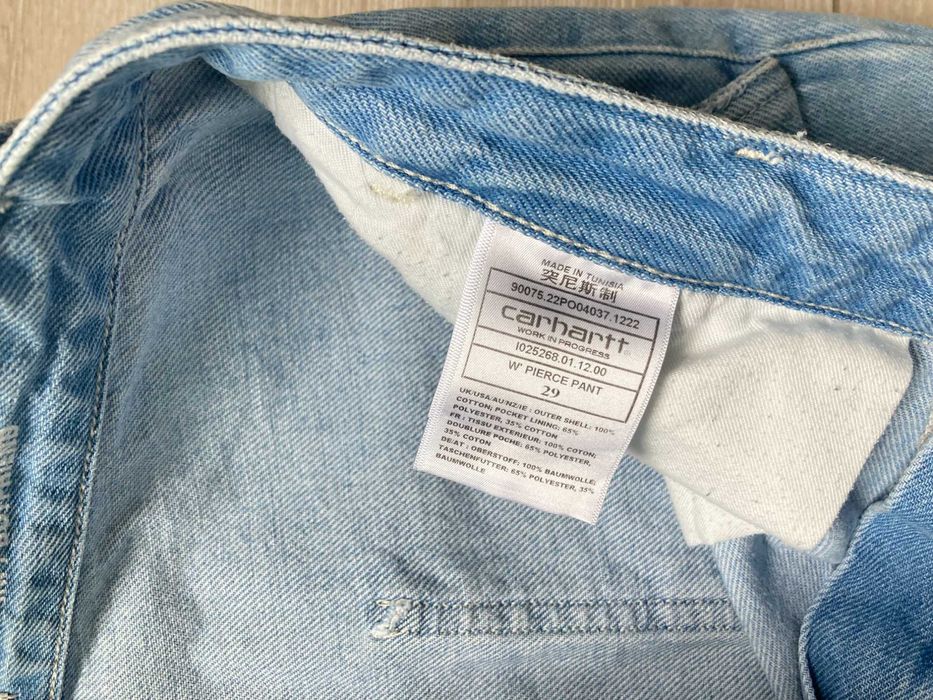 MADE IN TUNISIA
突尼斯制
90075.22PO04037.1222
carhartt
WORK IN PROGRESS
I025268.01.12.00
W' PIERCE PANT
29
UK/USA/AU/NZ/IE : OUTER SHELL: 100%
COTTON; POCKET LINING: 65%
POLYESTER, 35% COTTON
FR : TISSU EXTERIEUR: 100% COTON;
DOUBLURE POCHE: 65% POLYESTER,
35% COTON
DE/AT : OBERSTOFF: 100% BAUMWOLLE;
TASCHENFUTTER: 65% POLYESTER, 35%
BAUMWOLLE